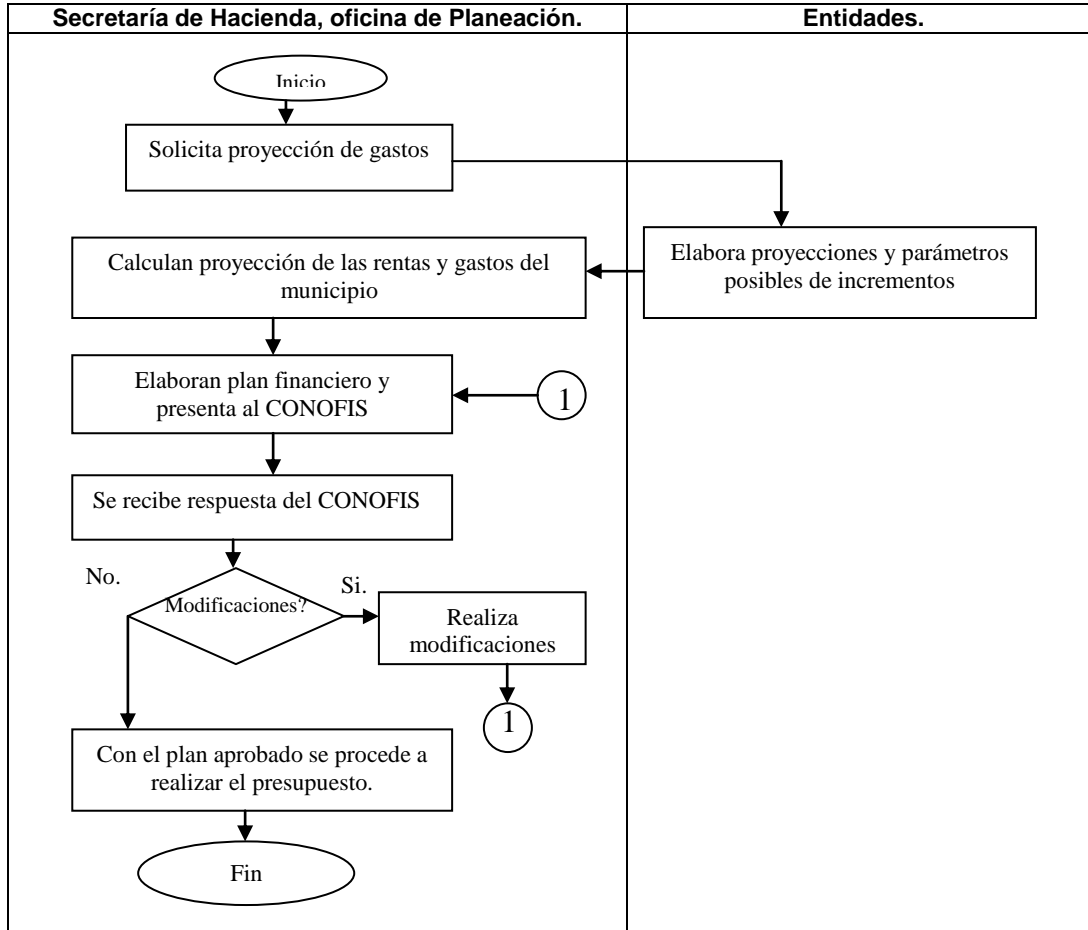 Secretaría de Hacienda, oficina de Planeación.
Entidades.
Inicio
Solicita proyección de gastos
Elabora proyecciones y parámetros
posibles de incrementos
Calculan proyección de las rentas y gastos del
municipio
Elaboran plan financiero y
presenta al CONOFIS
1
Se recibe respuesta del CONOFIS
No.
Modificaciones?
Si.
Realiza
modificaciones
1
Con el plan aprobado se procede a
realizar el presupuesto.
Fin